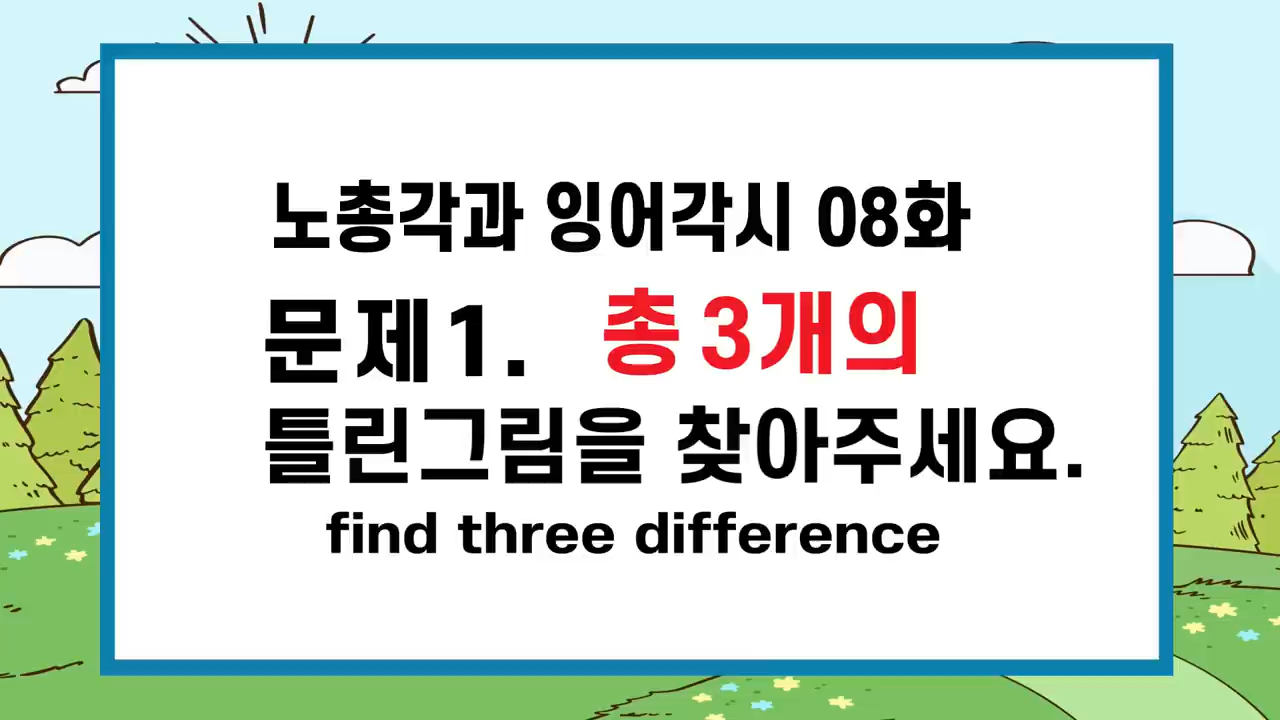 노총각과 잉어각시 08화
문제1. 총 3개의
틀린그림을 찾아주세요.
find three difference